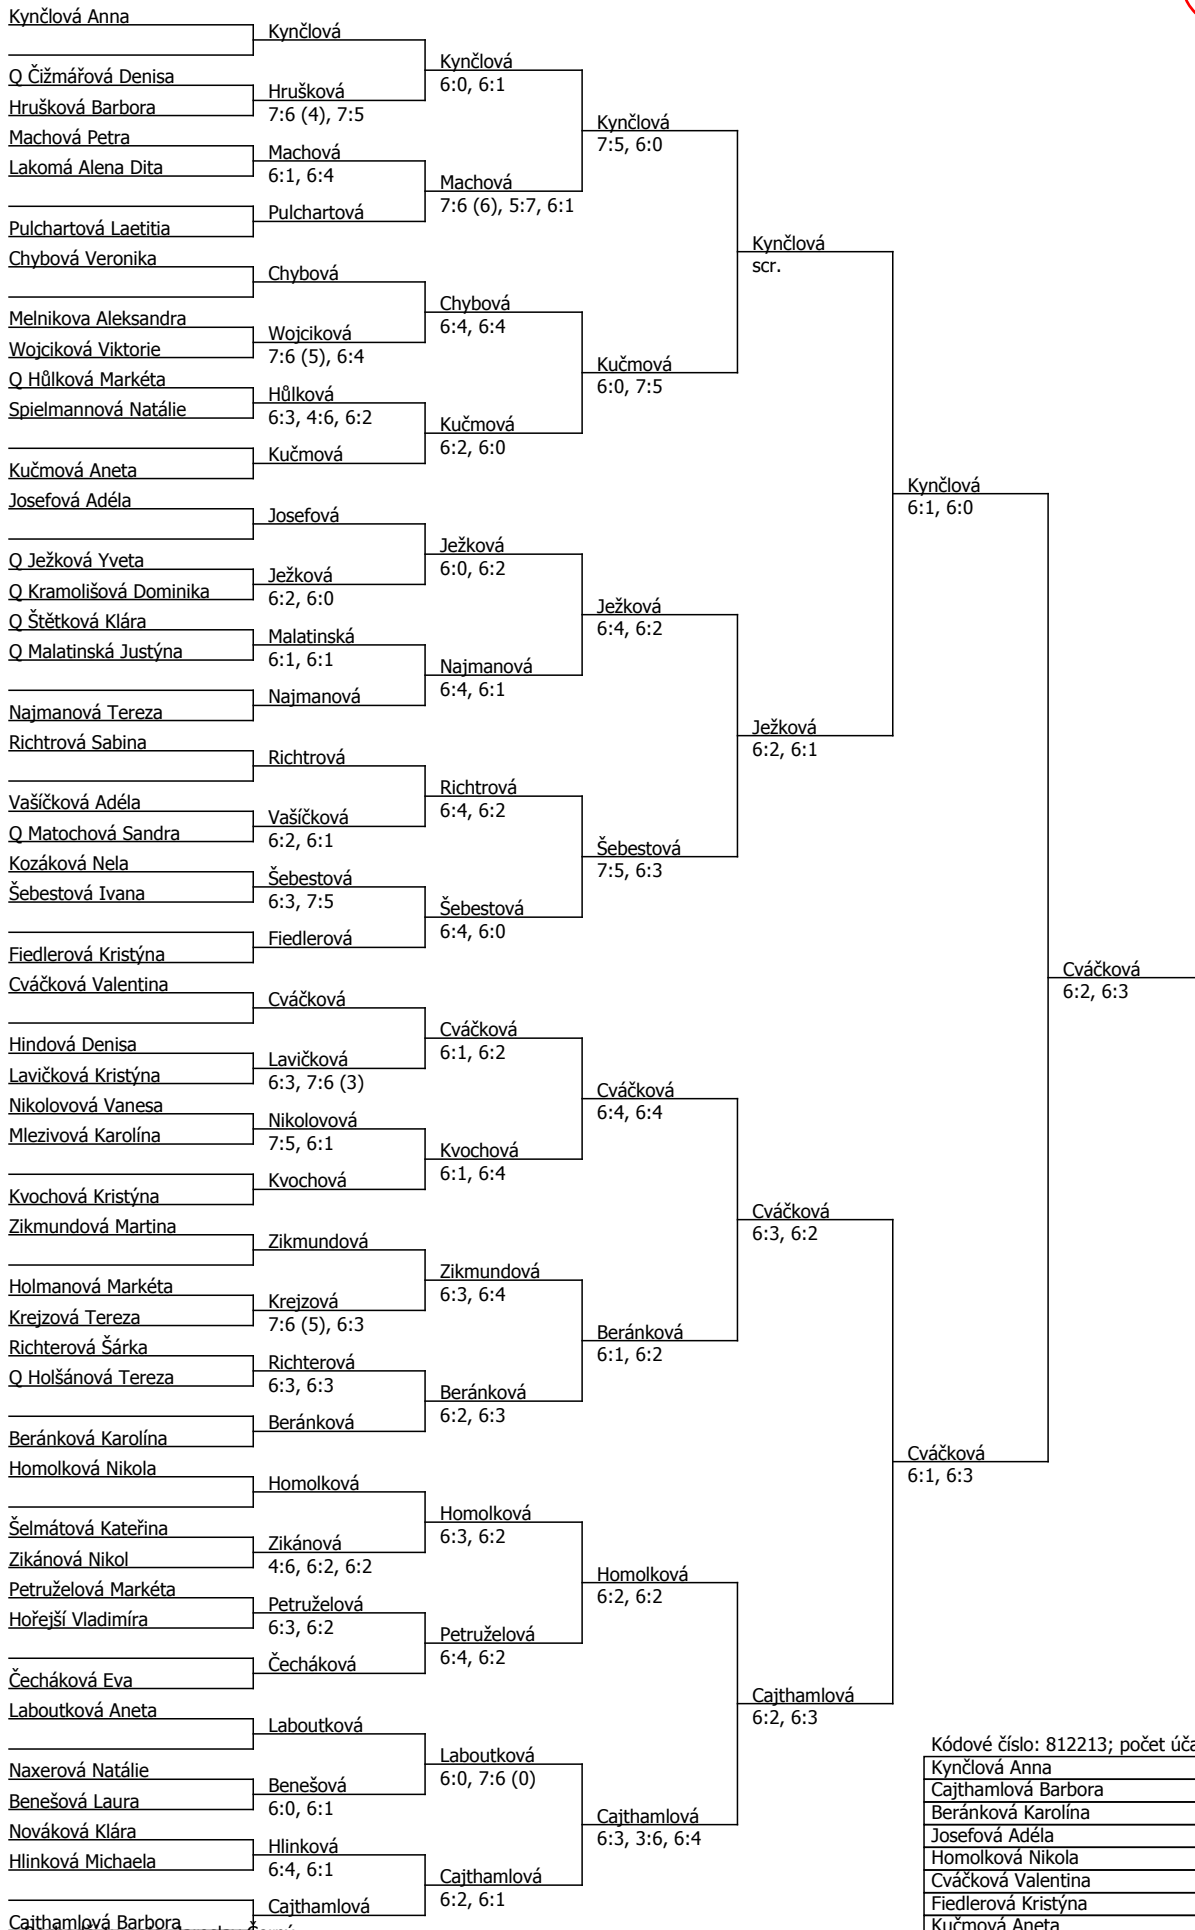 Kynčlová Anna
Q Čižmářová Denisa
Hrušková Barbora
Machová Petra
Lakomá Alena Dita
Pulchartová Laetitia
Chybová Veronika
Melnikova Aleksandra
Wojciková Viktorie
Q Hůlková Markéta
Spielmannová Natálie
Kučmová Aneta
Josefová Adéla
Q Ježková Yveta
Q Kramolišová Dominika
Q Štětková Klára
Q Malatinská Justýna
Najmanová Tereza
Richtrová Sabina
Vašíčková Adéla
Q Matochová Sandra
Kozáková Nela
Šebestová Ivana
Fiedlerová Kristýna
Cváčková Valentina
Hindová Denisa
Lavičková Kristýna
Nikolovová Vanesa
Mlezivová Karolína
Kvochová Kristýna
Zikmundová Martina
Holmanová Markéta
Krejzová Tereza
Richterová Šárka
Q Holšánová Tereza
Beránková Karolína
Homolková Nikola
Šelmátová Kateřina
Zikánová Nikol
Petruželová Markéta
Hořejší Vladimíra
Čecháková Eva
Laboutková Aneta
Naxerová Natálie
Benešová Laura
Nováková Klára
Hlinková Michaela
Cajthamlová Barbora
Kynčlová
Hrušková
7:6 (4), 7:5
Machová
6:1, 6:4
Pulchartová
Chybová
Wojciková
7:6 (5), 6:4
Hůlková
6:3, 4:6, 6:2
Kučmová
Josefová
Ježková
6:2, 6:0
Malatinská
6:1, 6:1
Najmanová
Richtrová
Vašíčková
6:2, 6:1
Šebestová
6:3, 7:5
Fiedlerová
Cváčková
Lavičková
6:3, 7:6 (3)
Nikolovová
7:5, 6:1
Kvochová
Zikmundová
Krejzová
7:6 (5), 6:3
Richterová
6:3, 6:3
Beránková
Homolková
Zikánová
4:6, 6:2, 6:2
Petruželová
6:3, 6:2
Čecháková
Laboutková
Benešová
6:0, 6:1
Hlinková
6:4, 6:1
Cajthamlová
Kynčlová
6:0, 6:1
Machová
7:6 (6), 5:7, 6:1
Chybová
6:4, 6:4
Kučmová
6:2, 6:0
Ježková
6:0, 6:2
Najmanová
6:4, 6:1
Richtrová
6:4, 6:2
Šebestová
6:4, 6:0
Cváčková
6:1, 6:2
Kvochová
6:1, 6:4
Zikmundová
6:3, 6:4
Beránková
6:2, 6:3
Homolková
6:3, 6:2
Petruželová
6:4, 6:2
Laboutková
6:0, 7:6 (0)
Cajthamlová
6:2, 6:1
Kynčlová
7:5, 6:0
Kučmová
6:0, 7:5
Ježková
6:4, 6:2
Šebestová
7:5, 6:3
Cváčková
6:4, 6:4
Beránková
6:1, 6:2
Homolková
6:2, 6:2
Cajthamlová
6:3, 3:6, 6:4
Kynčlová
scr.
Ježková
6:2, 6:1
Cváčková
6:3, 6:2
Cajthamlová
6:2, 6:3
Kynčlová
6:1, 6:0
Cváčková
6:1, 6:3
Cváčková
6:2, 6:3
Kódové číslo: 812213; počet úča
Kynčlová Anna
Cajthamlová Barbora
Beránková Karolína
Josefová Adéla
Homolková Nikola
Cváčková Valentina
Fiedlerová Kristýna
Kučmová Aneta